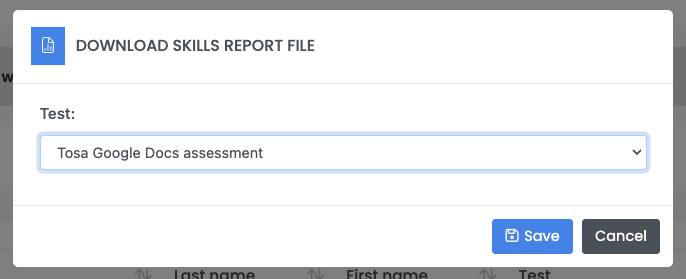 DOWNLOAD SKILLS REPORT FILE
w
Test:
Tosa Google Docs assessment
Save
Cancel
Last name
First name
Test